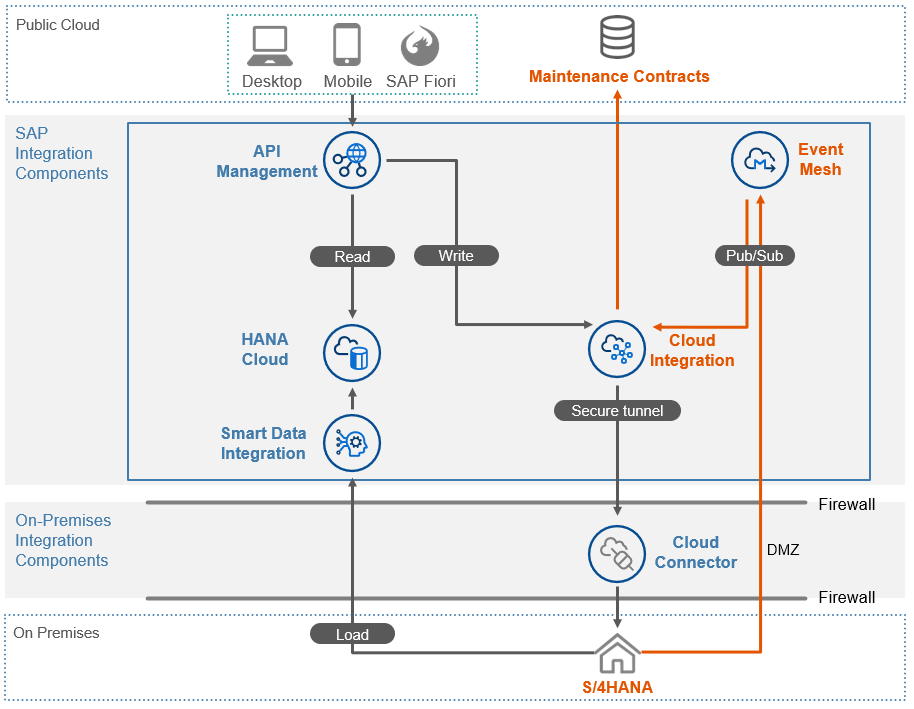 Public Cloud
Desktop
Mobile
SAP Fiori
Maintenance Contracts
SAP
Integration
Components
API
Management
Event
Mesh
Read
Write
Pub/Sub
HANA
Cloud
Cloud
Integration
Secure tunnel
Smart Data
Integration
Firewall
On-Premises
Integration
Components
Cloud
Connector
DMZ
Firewall
On Premises
Load
S/4HANA